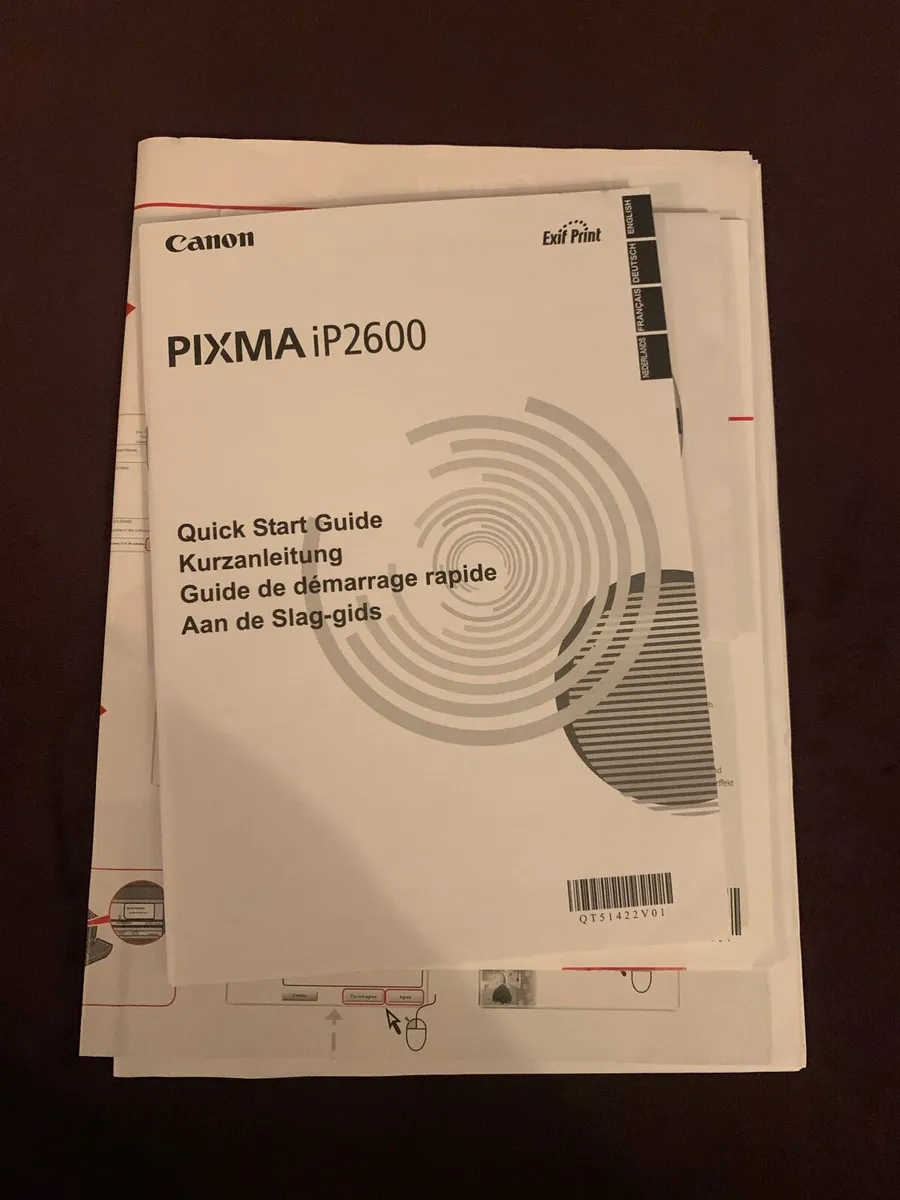 Canon
Exif Print
ENGLISH
DEUTSCH
FRANÇAIS
NEDERLANDS
PIXMA iP2600
Quick Start Guide
Kurzanleitung
Guide de démarrage rapide
Aan de Slag-gids
QT51422V01
Agree